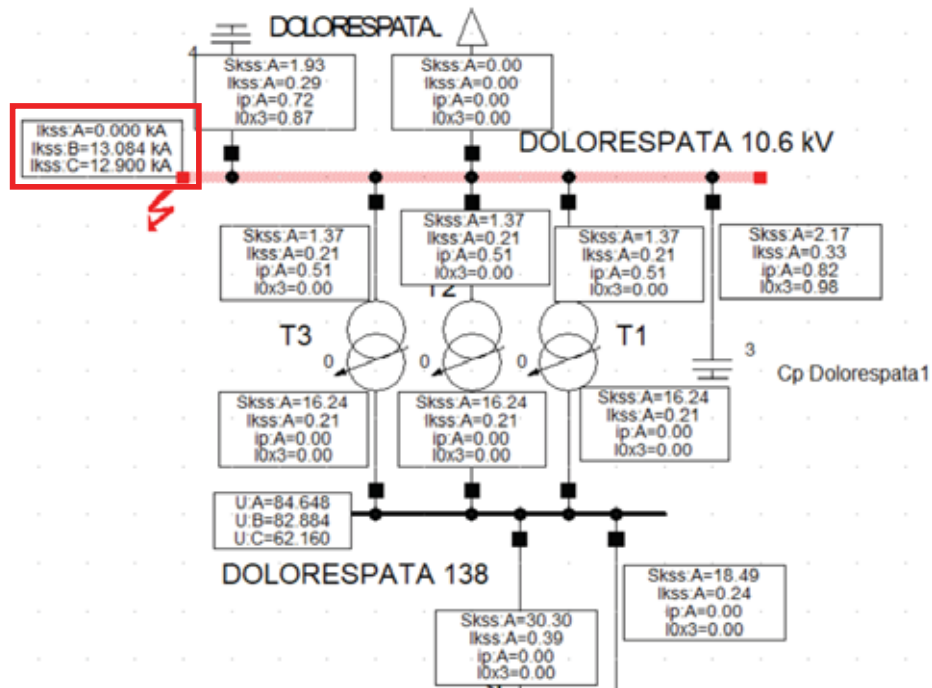 DOLORESPATA_
4
Skss:A=1.93
Ikss:A=0.29
ip:A=0.72
I0x3=0.87
Skss:A=0.00
Ikss:A=0.00
ip:A=0.00
I0x3=0.00
Ikss:A=0.000 kA
Ikss:B=13.084 kA
Ikss:C=12.900 kA
DOLORESPATA 10.6 kV
Skss:A=1.37
Ikss:A=0.21
ip:A=0.51
I0x3=0.00
Skss:A=1.37
Ikss:A=0.21
ip:A=0.51
I0x3=0.00
Skss:A=1.37
Ikss:A=0.21
ip:A=0.51
I0x3=0.00
Skss:A=2.17
Ikss:A=0.33
ip:A=0.82
I0x3=0.98
T3
T2
T1
0
0
0
3
Cp Dolorespata1
Skss:A=16.24
Ikss:A=0.21
ip:A=0.00
I0x3=0.00
Skss:A=16.24
Ikss:A=0.21
ip:A=0.00
I0x3=0.00
Skss:A=16.24
Ikss:A=0.21
ip:A=0.00
I0x3=0.00
U:A=84.648
U:B=82.884
U:C=62.160
DOLORESPATA 138
Skss:A=30.30
Ikss:A=0.39
ip:A=0.00
I0x3=0.00
Skss:A=18.49
Ikss:A=0.24
ip:A=0.00
I0x3=0.00